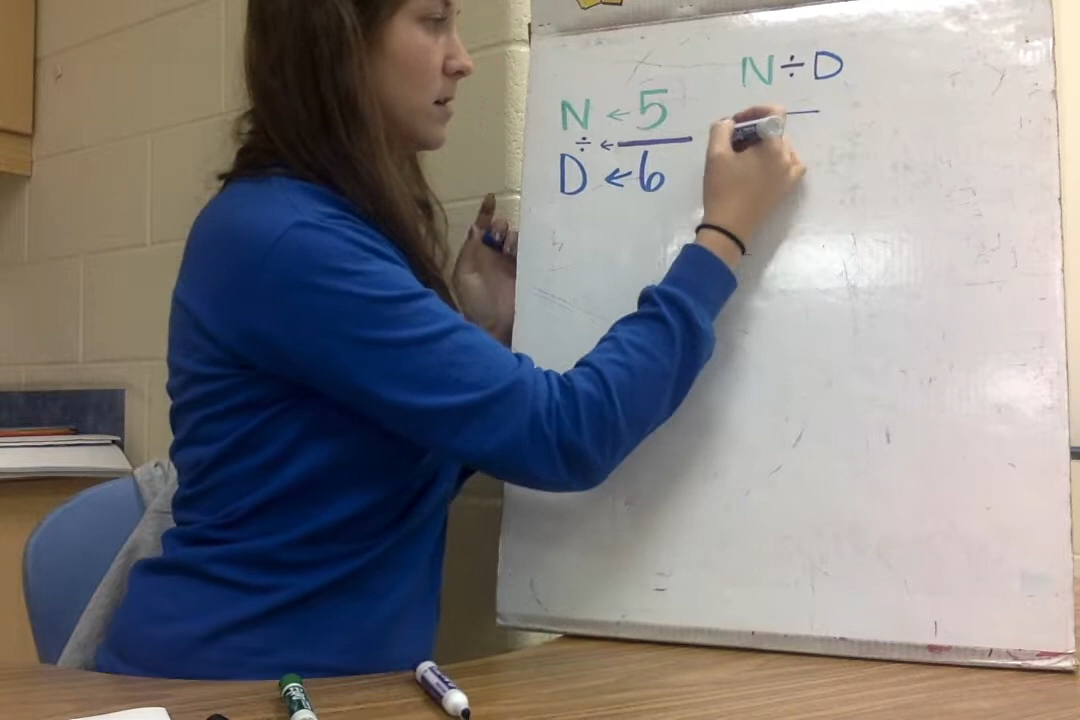 N ÷ D
N ← 5
÷ ←
D ← 6